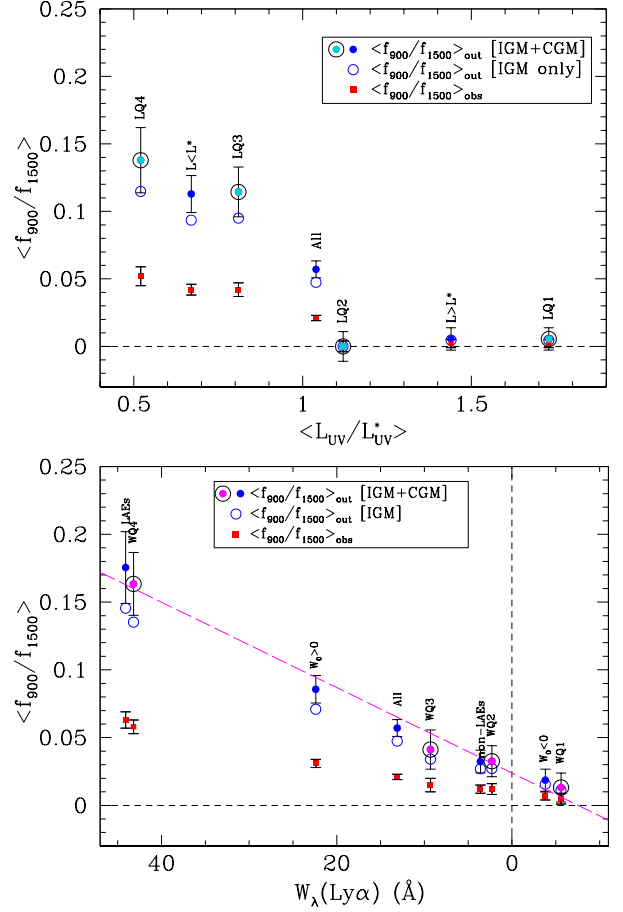 0.25
0.2
0.15
0.1
0.05
0
<f900/f1500>
<f900/f1500>out [IGM+CGM]
<f900/f1500>out [IGM only]
<f900/f1500>obs
LQ4
L<L*
LQ3
All
LQ2
L>L*
LQ1
0.5
1
1.5
<LUV/L*UV>
0.25
0.2
0.15
0.1
0.05
0
<f900/f1500>
<f900/f1500>out [IGM+CGM]
<f900/f1500>out [IGM]
<f900/f1500>obs
LAEs
WQ4
W0>0
All
WQ3
non-LAEs
WQ2
W0<0
WQ1
40
20
0
Wλ(Lyα) (Å)